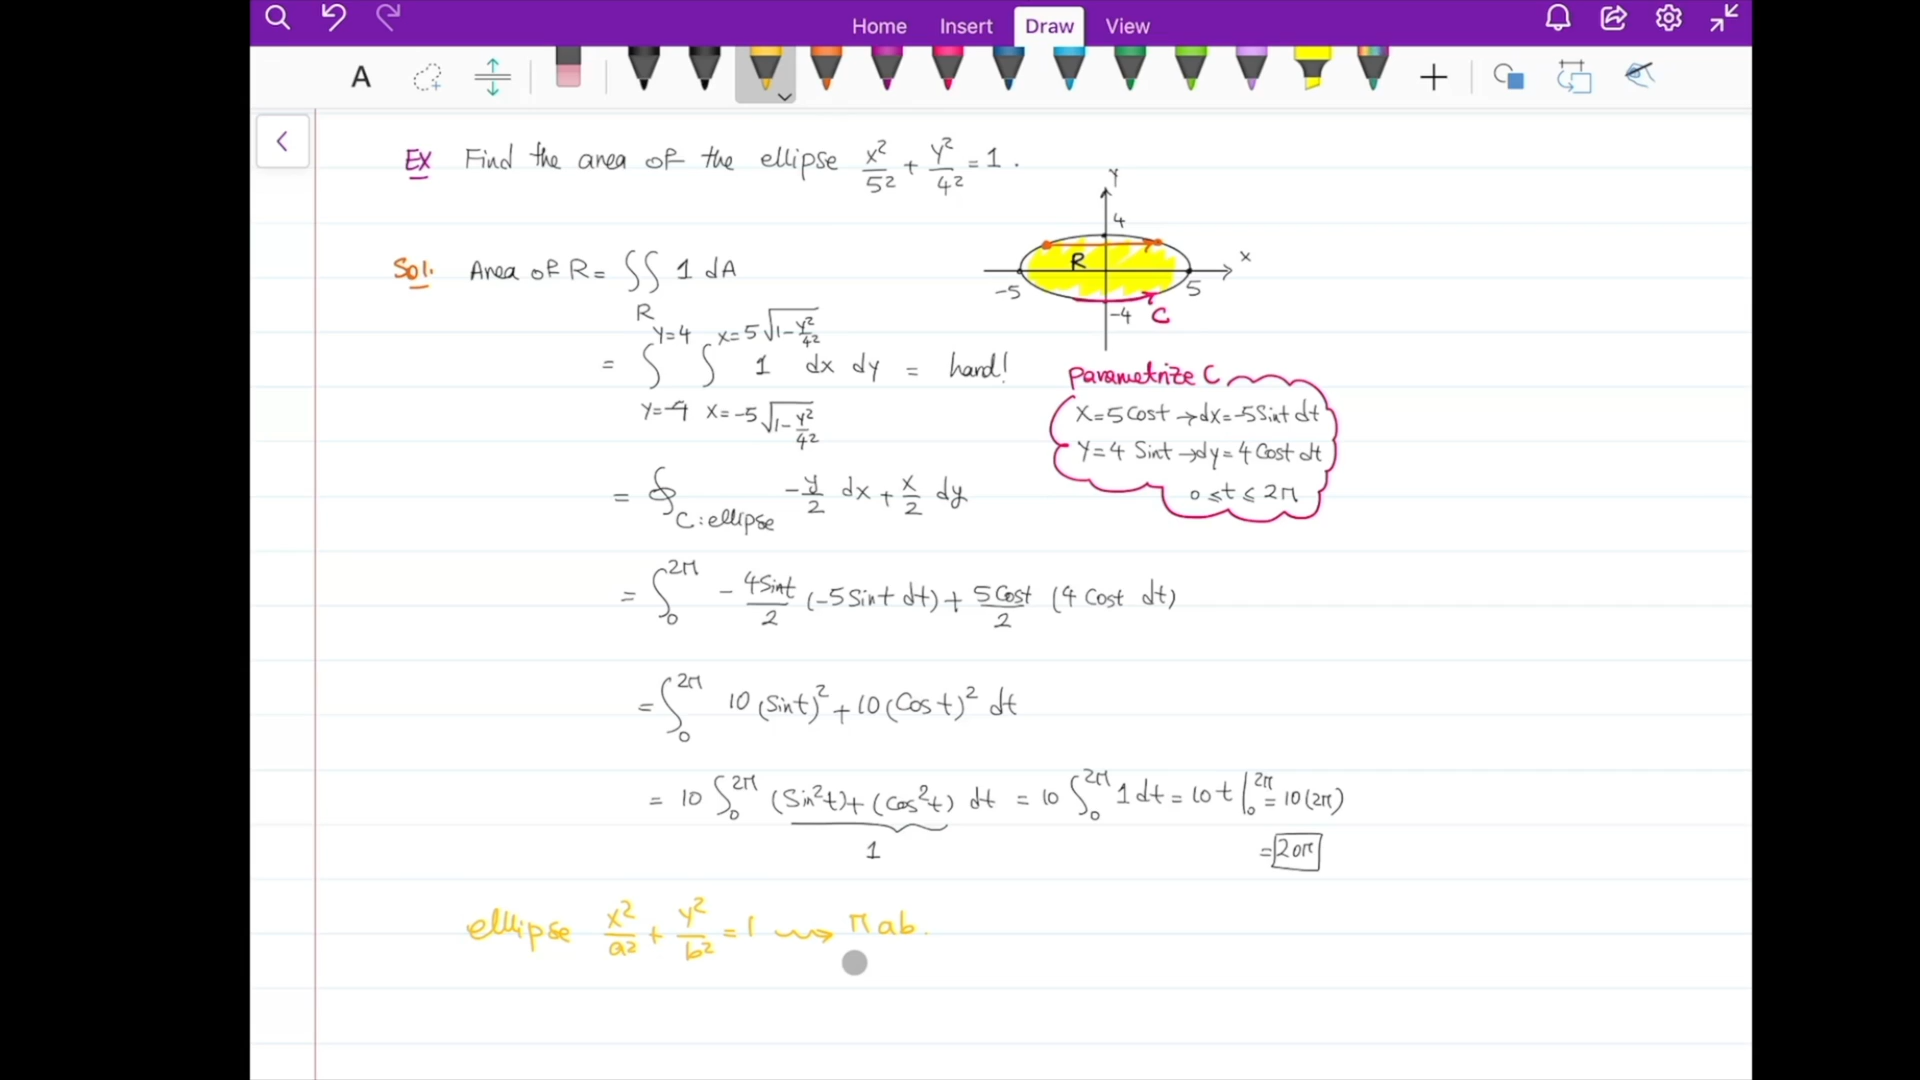 Home Insert Draw View
A
Ex Find the area of the ellipse x²/5² + y²/4² = 1 .
Y
4
x
R
-5
5
-4 C
Sol. Area of R = ∬_R 1 dA
= ∫_{y=-4}^{y=4} ∫_{x=-5√(1-y²/4²)}^{x=5√(1-y²/4²)} 1 dx dy = hard!
Parametrize C
x = 5 Cost → dx = -5 Sint dt
Y = 4 Sint → dy = 4 Cost dt
0 ≤ t ≤ 2π
= ∮_{C: ellipse} -y/2 dx + x/2 dy
= ∫_0^{2π} - 4Sint/2 (-5 Sint dt) + 5Cost/2 (4 Cost dt)
= ∫_0^{2π} 10 (Sint)² + 10 (Cos t)² dt
= 10 ∫_0^{2π} (Sin²t) + (Cos²t) dt = 10 ∫_0^{2π} 1 dt = 10 t |_0^{2π} = 10 (2π)
1
= 20π
ellipse x²/a² + y²/b² = 1 ⇝ π ab .